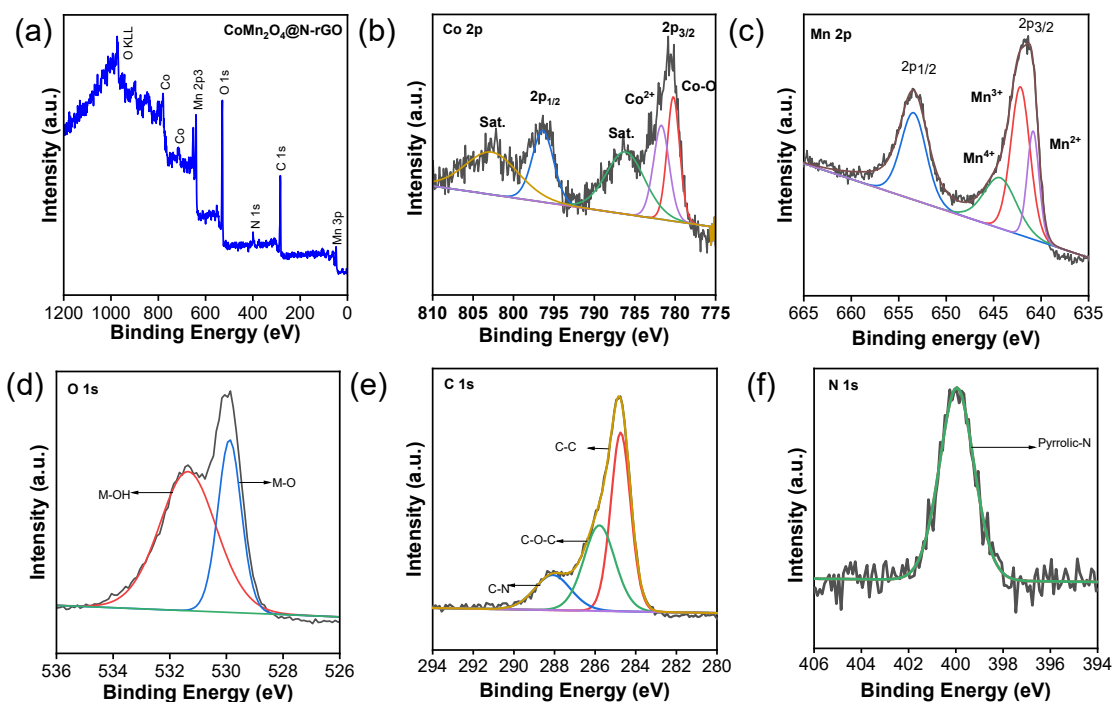 (a)
CoMn₂O₄@N-rGO
O KLL
Co
Co
Mn 2p3
O 1s
N 1s
C 1s
Mn 3p
Intensity (a.u.)
1200 1000 800 600 400 200 0
Binding Energy (eV)
(b)
Co 2p
2p₃/₂
Co-O
Co²⁺
2p₁/₂
Sat.
Sat.
Intensity (a.u.)
810 805 800 795 790 785 780 775
Binding Energy (eV)
(c)
Mn 2p
2p₃/₂
2p₁/₂
Mn³⁺
Mn⁴⁺
Mn²⁺
Intensity (a.u.)
665 660 655 650 645 640 635
Binding energy (eV)
(d)
O 1s
M-OH
M-O
Intensity (a.u.)
536 534 532 530 528 526
Binding Energy (eV)
(e)
C 1s
C-C
C-O-C
C-N
Intensity (a.u.)
294 292 290 288 286 284 282 280
Binding Energy (eV)
(f)
N 1s
Pyrrolic-N
Intensity (a.u.)
406 404 402 400 398 396 394
Binding Energy (eV)